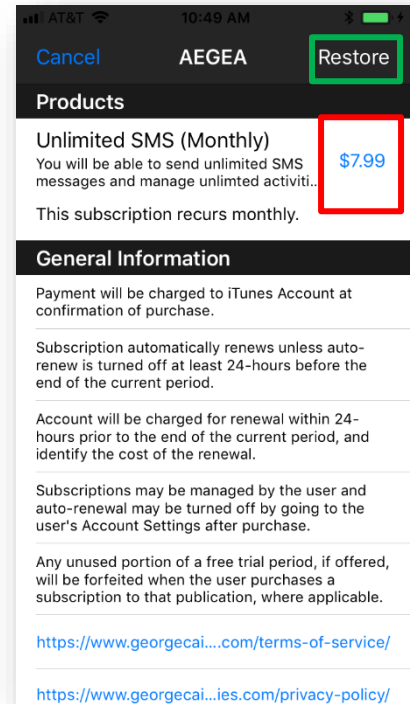 AT&T 10:49 AM
Cancel AEGEA Restore
Products
Unlimited SMS (Monthly)
You will be able to send unlimited SMS
messages and manage unlimted activiti..
$7.99
This subscription recurs monthly.
General Information
Payment will be charged to iTunes Account at
confirmation of purchase.
Subscription automatically renews unless auto-
renew is turned off at least 24-hours before the
end of the current period.
Account will be charged for renewal within 24-
hours prior to the end of the current period, and
identify the cost of the renewal.
Subscriptions may be managed by the user and
auto-renewal may be turned off by going to the
user's Account Settings after purchase.
Any unused portion of a free trial period, if offered,
will be forfeited when the user purchases a
subscription to that publication, where applicable.
https://www.georgecai....com/terms-of-service/
https://www.georgecai...ies.com/privacy-policy/